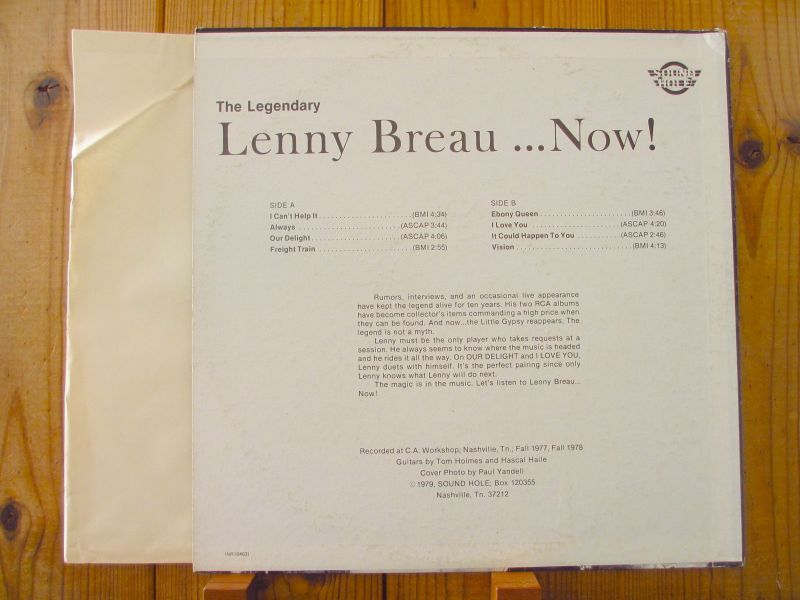 SOUND
HOLE
The Legendary
Lenny Breau ...Now!
SIDE A
I Can't Help It........................(BMI 4:34)
Always ...........................(ASCAP 3:44)
Our Delight.......................(ASCAP 4:06)
Freight Train.........................(BMI 2:55)
SIDE B
Ebony Queen ........................(BMI 3:46)
I Love You ........................(ASCAP 4:20)
It Could Happen To You ...........(ASCAP 2:46)
Vision ..............................(BMI 4:13)
Rumors, interviews, and an occasional live appearance
have kept the legend alive for ten years. His two RCA albums
have become collector's items commanding a high price when
they can be found. And now...the Little Gypsy reappears. The
legend is not a myth.
Lenny must be the only player who takes requests at a
session. He always seems to know where the music is headed
and he rides it all the way. On OUR DELIGHT and I LOVE YOU,
Lenny duets with himself. It's the perfect pairing since only
Lenny knows what Lenny will do next.
The magic is in the music. Let's listen to Lenny Breau...
Now!
Recorded at C.A. Workshop; Nashville, Tn.; Fall 1977, Fall 1978
Guitars by Tom Holmes and Hascal Haile
Cover Photo by Paul Yandell
©1979, SOUND HOLE; Box 120355
Nashville, Tn. 37212